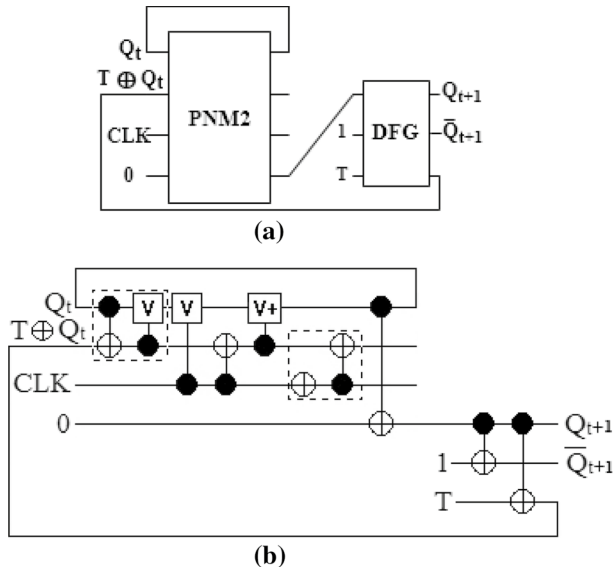 Qt
T ⊕ Qt
PNM2
CLK
0
1
T
DFG
Qt+1
Q̅t+1
(a)
Qt
V
V
V+
T ⊕ Qt
CLK
0
Qt+1
1
Q̅t+1
T
(b)